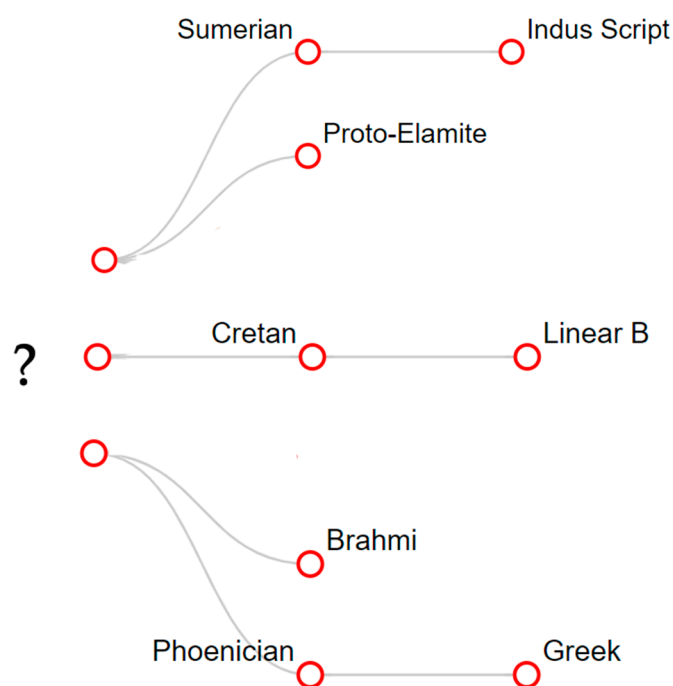 Sumerian
Indus Script
Proto-Elamite
?
Cretan
Linear B
Brahmi
Phoenician
Greek